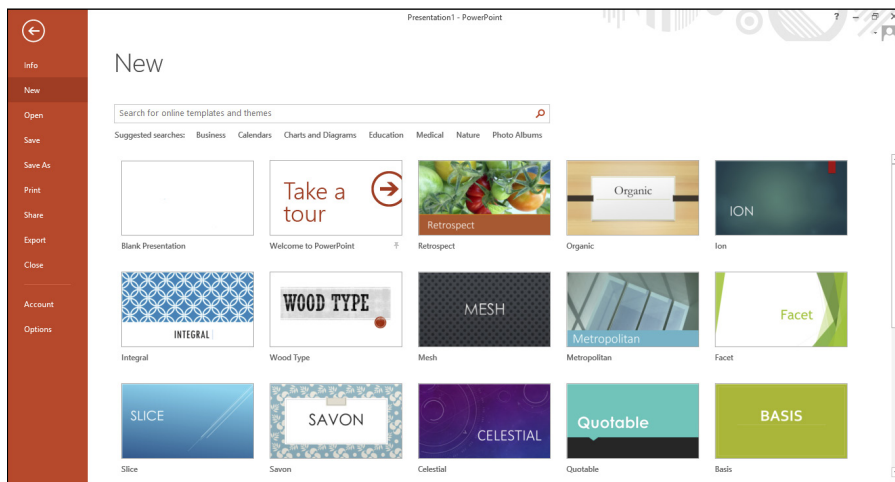 Presentation1 - PowerPoint
?
Info
New
Open
Save
Save As
Print
Share
Export
Close
Account
Options
New
Search for online templates and themes
Suggested searches: Business Calendars Charts and Diagrams Education Medical Nature Photo Albums
Take a
tour
Retrospect
Organic
ION
Blank Presentation Welcome to PowerPoint Retrospect Organic Ion
INTEGRAL
WOOD TYPE
MESH
Metropolitan
Facet
Integral Wood Type Mesh Metropolitan Facet
SLICE
SAVON
CELESTIAL
Quotable
BASIS
Slice Savon Celestial Quotable Basis